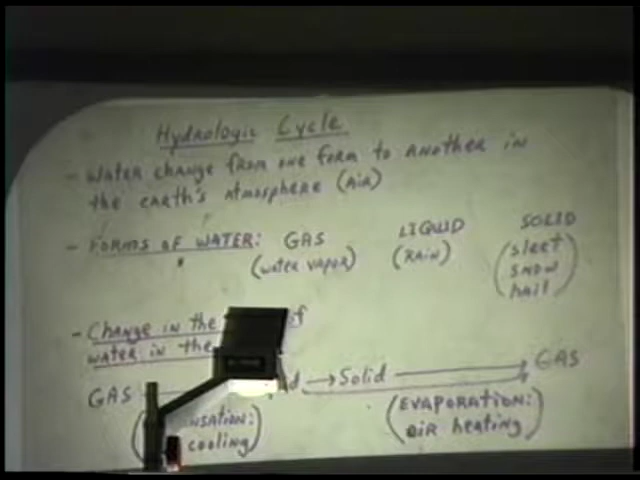 Hydrologic Cycle
- Water change from one form to another in
the earth's atmosphere (AIR)
- FORMS OF WATER: GAS LIQUID SOLID
(water vapor) (RAIN) (sleet
snow
hail)
- Change in the of
water in the
GAS → Solid → GAS
cooling) (EVAPORATION:
air heating)